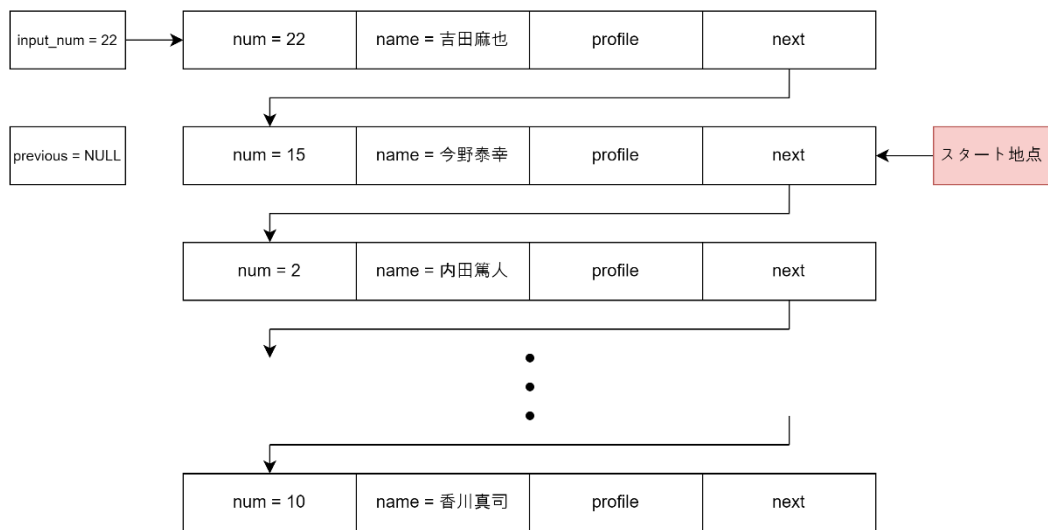 input_num = 22
num = 22
name = 吉田麻也
profile
next
previous = NULL
num = 15
name = 今野泰幸
profile
next
スタート地点
num = 2
name = 内田篤人
profile
next
num = 10
name = 香川真司
profile
next